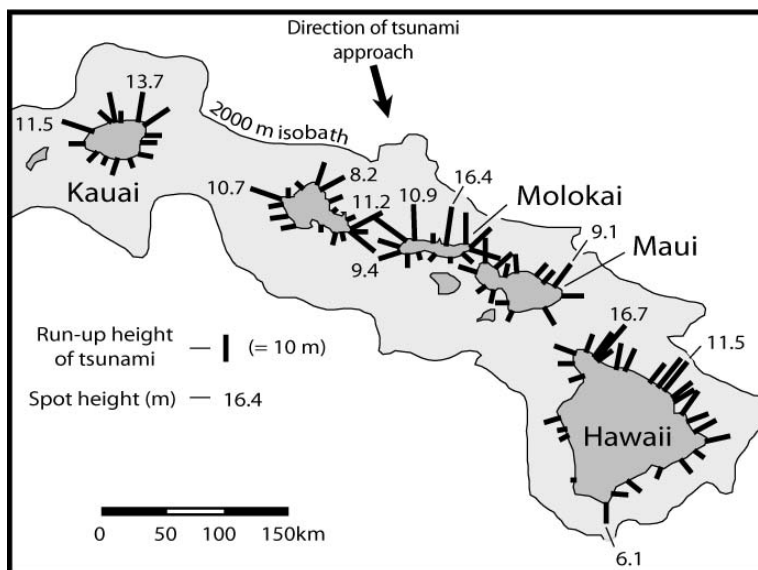 Direction of tsunami
approach
13.7
11.5
2000 m isobath
Kauai
8.2
10.7
11.2
10.9
16.4
Molokai
9.4
9.1
Maui
16.7
11.5
Run-up height
of tsunami
(= 10 m)
Spot height (m)
16.4
Hawaii
0 50 100 150km
6.1